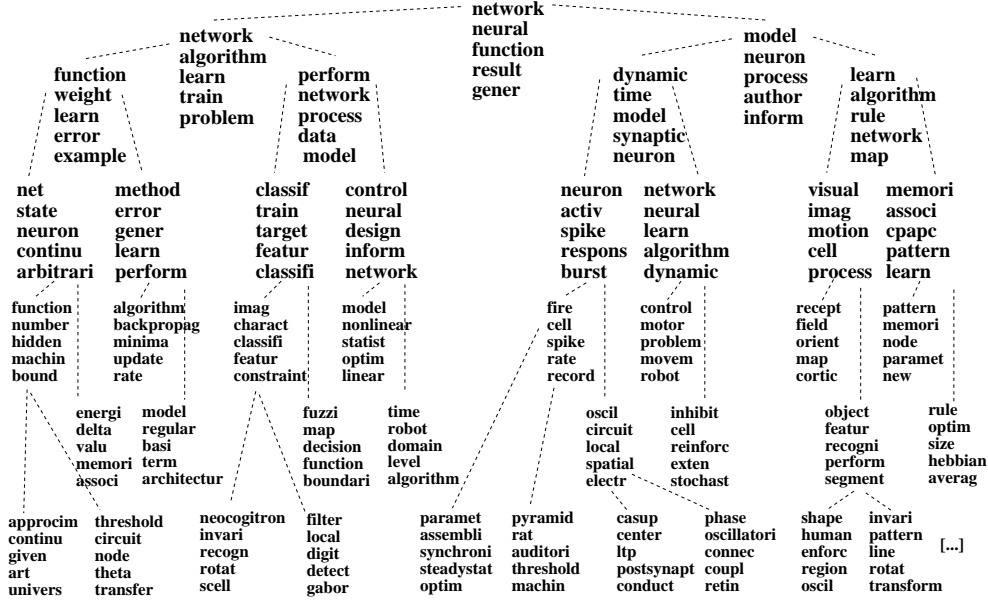 network
neural
function
result
gener
network
algorithm
learn
train
problem
model
neuron
process
author
inform
function
weight
learn
error
example
perform
network
process
data
model
dynamic
time
model
synaptic
neuron
learn
algorithm
rule
network
map
net
state
neuron
continu
arbitrari
method
error
gener
learn
perform
classif
train
target
featur
classifi
control
neural
design
inform
network
neuron
activ
spike
respons
burst
network
neural
learn
algorithm
dynamic
visual
imag
motion
cell
process
memori
associ
cpapc
pattern
learn
function
number
hidden
machin
bound
algorithm
backpropag
minima
update
rate
imag
charact
classifi
featur
constraint
model
nonlinear
statist
optim
linear
fire
cell
spike
rate
record
control
motor
problem
movem
robot
recept
field
orient
map
cortic
pattern
memori
node
paramet
new
energi
delta
valu
memori
associ
model
regular
basi
term
architectur
fuzzi
map
decision
function
boundari
time
robot
domain
level
algorithm
oscil
circuit
local
spatial
electr
inhibit
cell
reinforc
exten
stochast
object
featur
recogni
perform
segment
rule
optim
size
hebbian
averag
approcim
continu
given
art
univers
threshold
circuit
node
theta
transfer
neocogitron
invari
recogn
rotat
scell
filter
local
digit
detect
gabor
paramet
assembli
synchroni
steadystat
optim
pyramid
rat
auditori
threshold
machin
casup
center
ltp
postsynapt
conduct
phase
oscillatori
connec
coupl
retin
shape
human
enforc
region
oscil
invari
pattern
line
rotat
transform
[...]